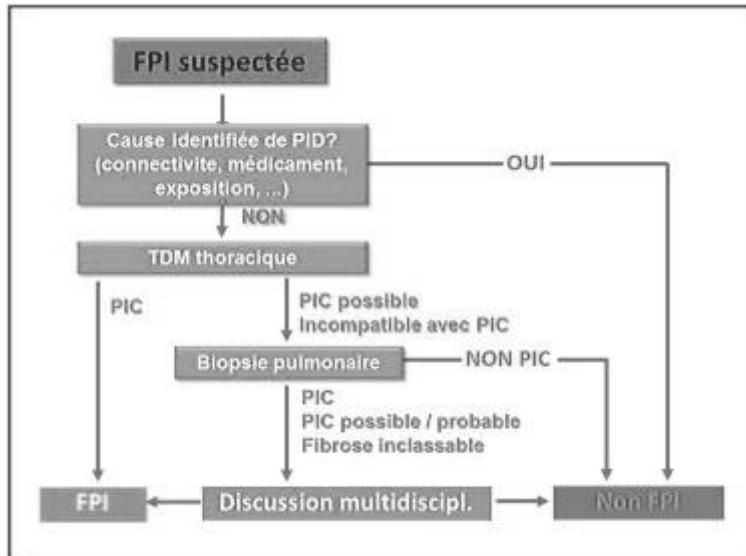 FPI suspectée
Cause identifiée de PID?
(connectivite, médicament,
exposition, ...)
OUI
NON
TDM thoracique
PIC
PIC possible
Incompatible avec PIC
Biopsie pulmonaire
NON PIC
PIC
PIC possible / probable
Fibrose inclassable
FPI
Discussion multidiscipl.
Non FPI